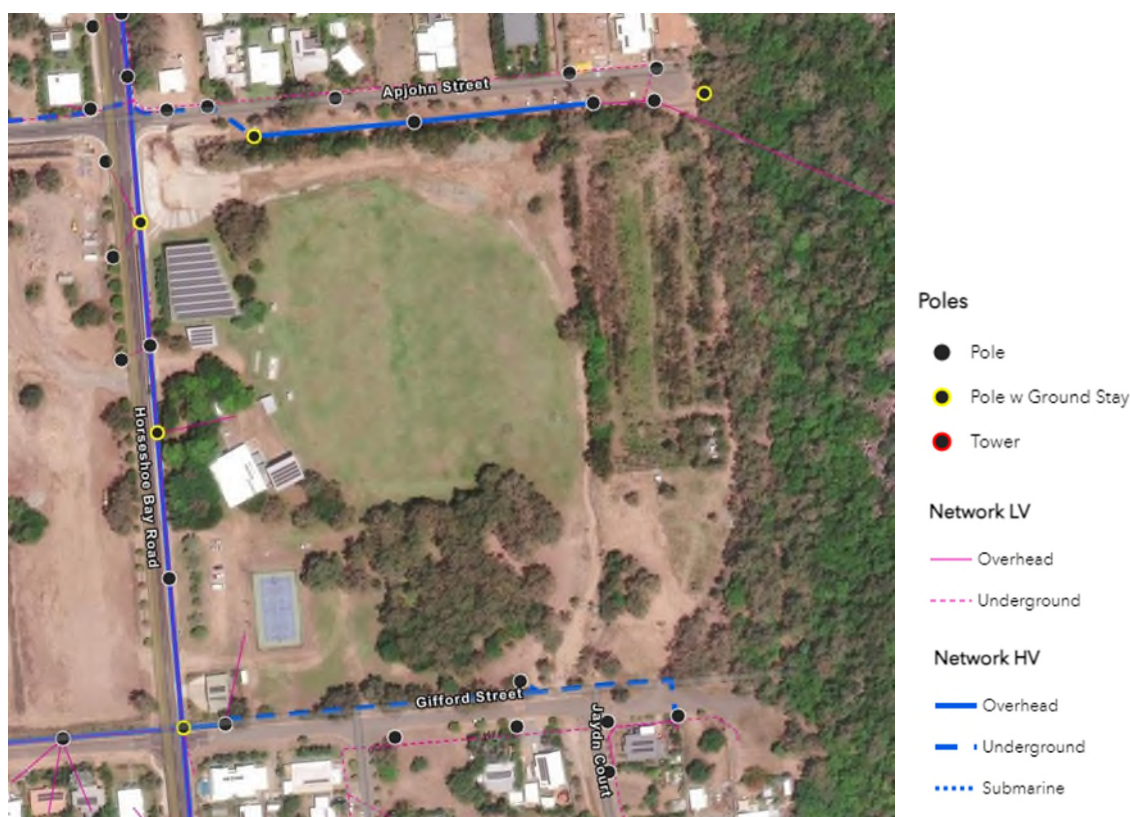 Apjohn Street
Horseshoe Bay Road
Gifford Street
Jaydn Court
Poles
Pole
Pole w Ground Stay
Tower
Network LV
Overhead
Underground
Network HV
Overhead
Underground
Submarine